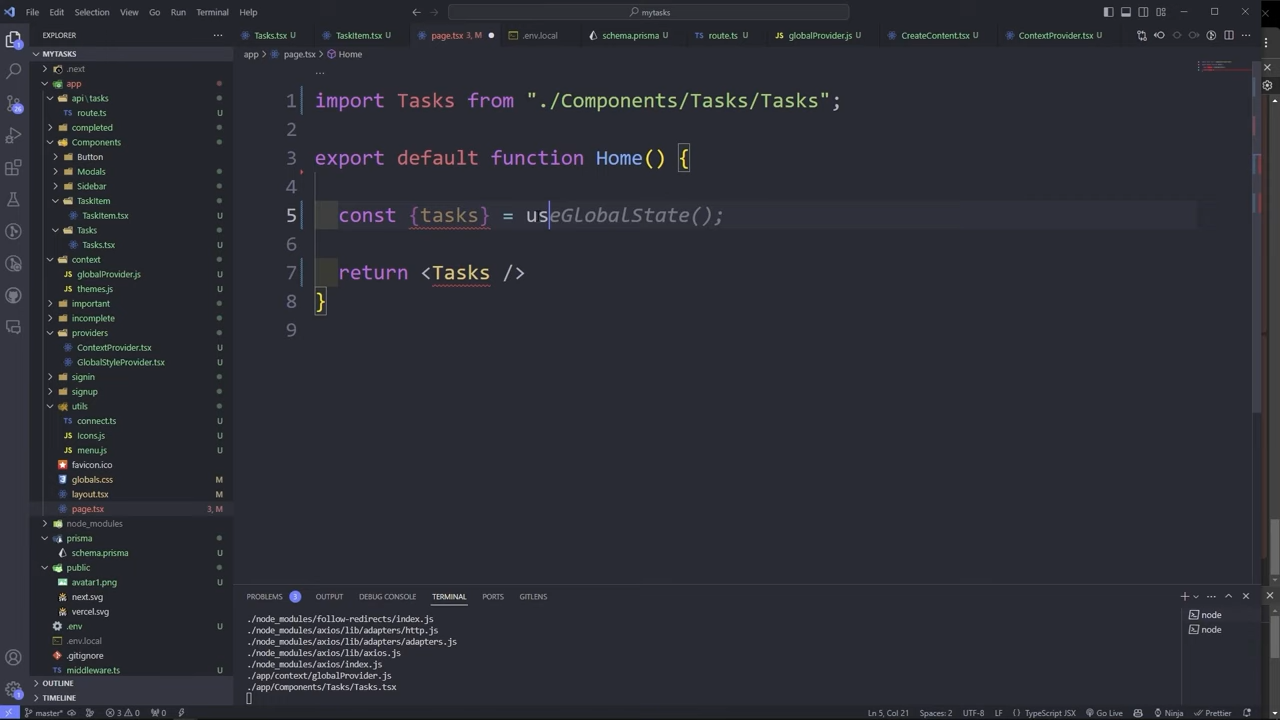 File Edit Selection View Go Run Terminal Help
mytasks
EXPLORER ...
Tasks.tsx U
TaskItem.tsx U
page.tsx 3, M
.env.local
schema.prisma U
route.ts U
globalProvider.js U
CreateContent.tsx U
ContextProvider.tsx U
MYTASKS
.next
app
api\tasks
route.ts U
completed
Components
Button
Modals
Sidebar
TaskItem
TaskItem.tsx U
Tasks
Tasks.tsx U
context
globalProvider.js U
themes.js U
important
incomplete
providers
ContextProvider.tsx U
GlobalStyleProvider.tsx U
signin
signup
utils
connect.ts U
Icons.js U
menu.js U
favicon.ico
globals.css M
layout.tsx M
page.tsx 3, M
node_modules
prisma
schema.prisma U
public
avatar1.png U
next.svg
vercel.svg
.env U
.env.local
.gitignore
middleware.ts U
OUTLINE
TIMELINE
app > page.tsx > Home
...
1 import Tasks from "./Components/Tasks/Tasks";
2
3 export default function Home() {
4
5 const {tasks} = useGlobalState();
6
7 return <Tasks />
8 }
9
PROBLEMS 3 OUTPUT DEBUG CONSOLE TERMINAL PORTS GITLENS
./node_modules/follow-redirects/index.js
./node_modules/axios/lib/adapters/http.js
./node_modules/axios/lib/adapters/adapters.js
./node_modules/axios/lib/axios.js
./node_modules/axios/index.js
./app/context/globalProvider.js
./app/Components/Tasks/Tasks.tsx
node
node
master* 3 0 0 Ln 5, Col 21 Spaces: 2 UTF-8 LF TypeScript JSX Go Live Ninja Prettier